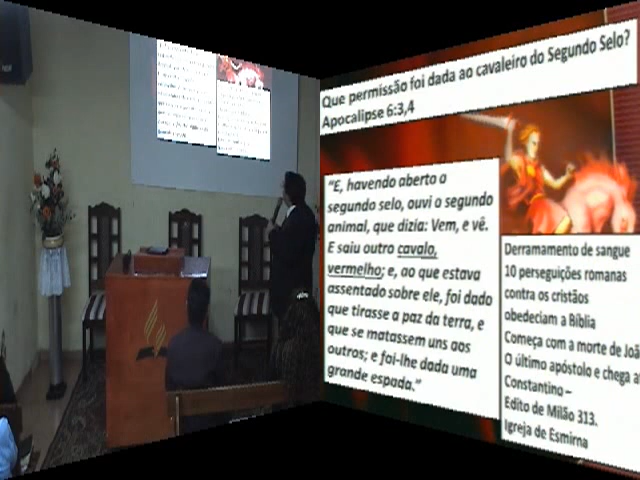 Que permissão foi dada ao cavaleiro do Segundo Selo?
Apocalipse 6:3,4
“E, havendo aberto o
segundo selo, ouvi o segundo
animal, que dizia: Vem, e vê.
E saiu outro cavalo,
vermelho; e, ao que estava
assentado sobre ele, foi dado
que tirasse a paz da terra, e
que se matassem uns aos
outros; e foi-lhe dada uma
grande espada.”
Derramamento de sangue
10 perseguições romanas
contra os cristãos
obedeciam a Bíblia
Começa com a morte de Joã
O último apóstolo e chega a
Constantino –
Edito de Milão 313.
Igreja de Esmirna